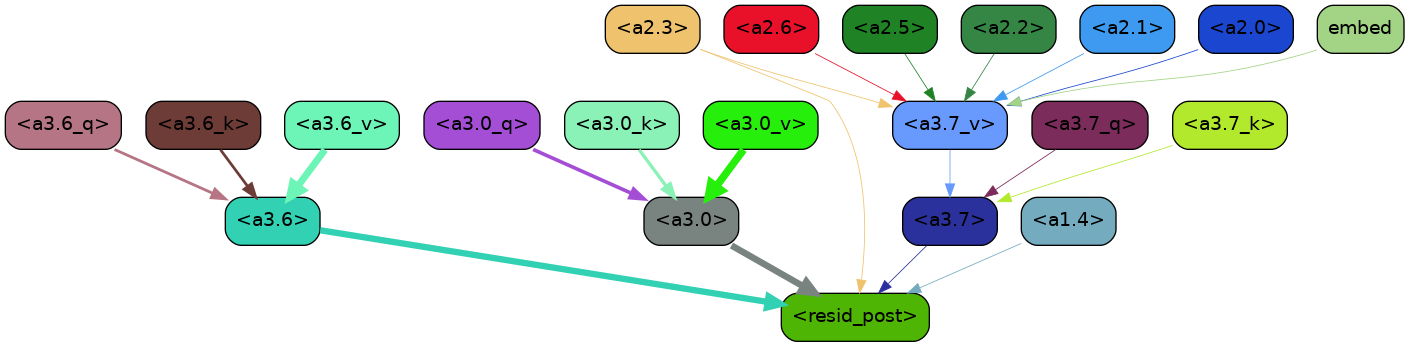 <a2.3> <a2.6> <a2.5> <a2.2> <a2.1> <a2.0> embed
<a3.6_q> <a3.6_k> <a3.6_v> <a3.0_q> <a3.0_k> <a3.0_v> <a3.7_v> <a3.7_q> <a3.7_k>
<a3.6> <a3.0> <a3.7> <a1.4>
<resid_post>